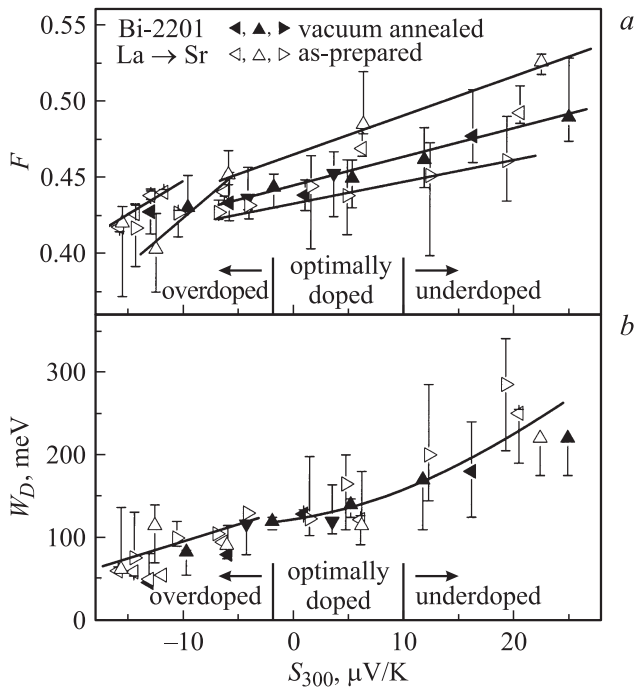 a
Bi-2201 ◀, ▲, ▶ vacuum annealed
La → Sr ◁, △, ▷ as-prepared
0.55
0.50
0.45
0.40
F
overdoped
optimally
doped
underdoped
b
300
200
100
0
W_D, meV
overdoped
optimally
doped
underdoped
–10 0 10 20
S_300, μV/K